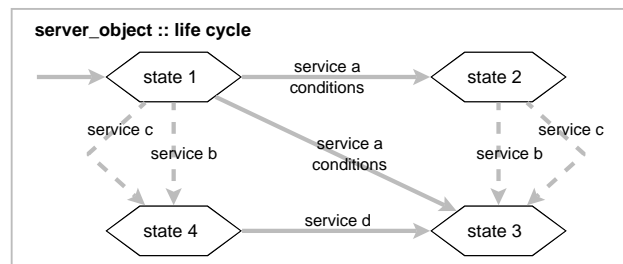 server_object :: life cycle
state 1
service a
conditions
state 2
service c
service b
service a
conditions
service b
service c
state 4
service d
state 3